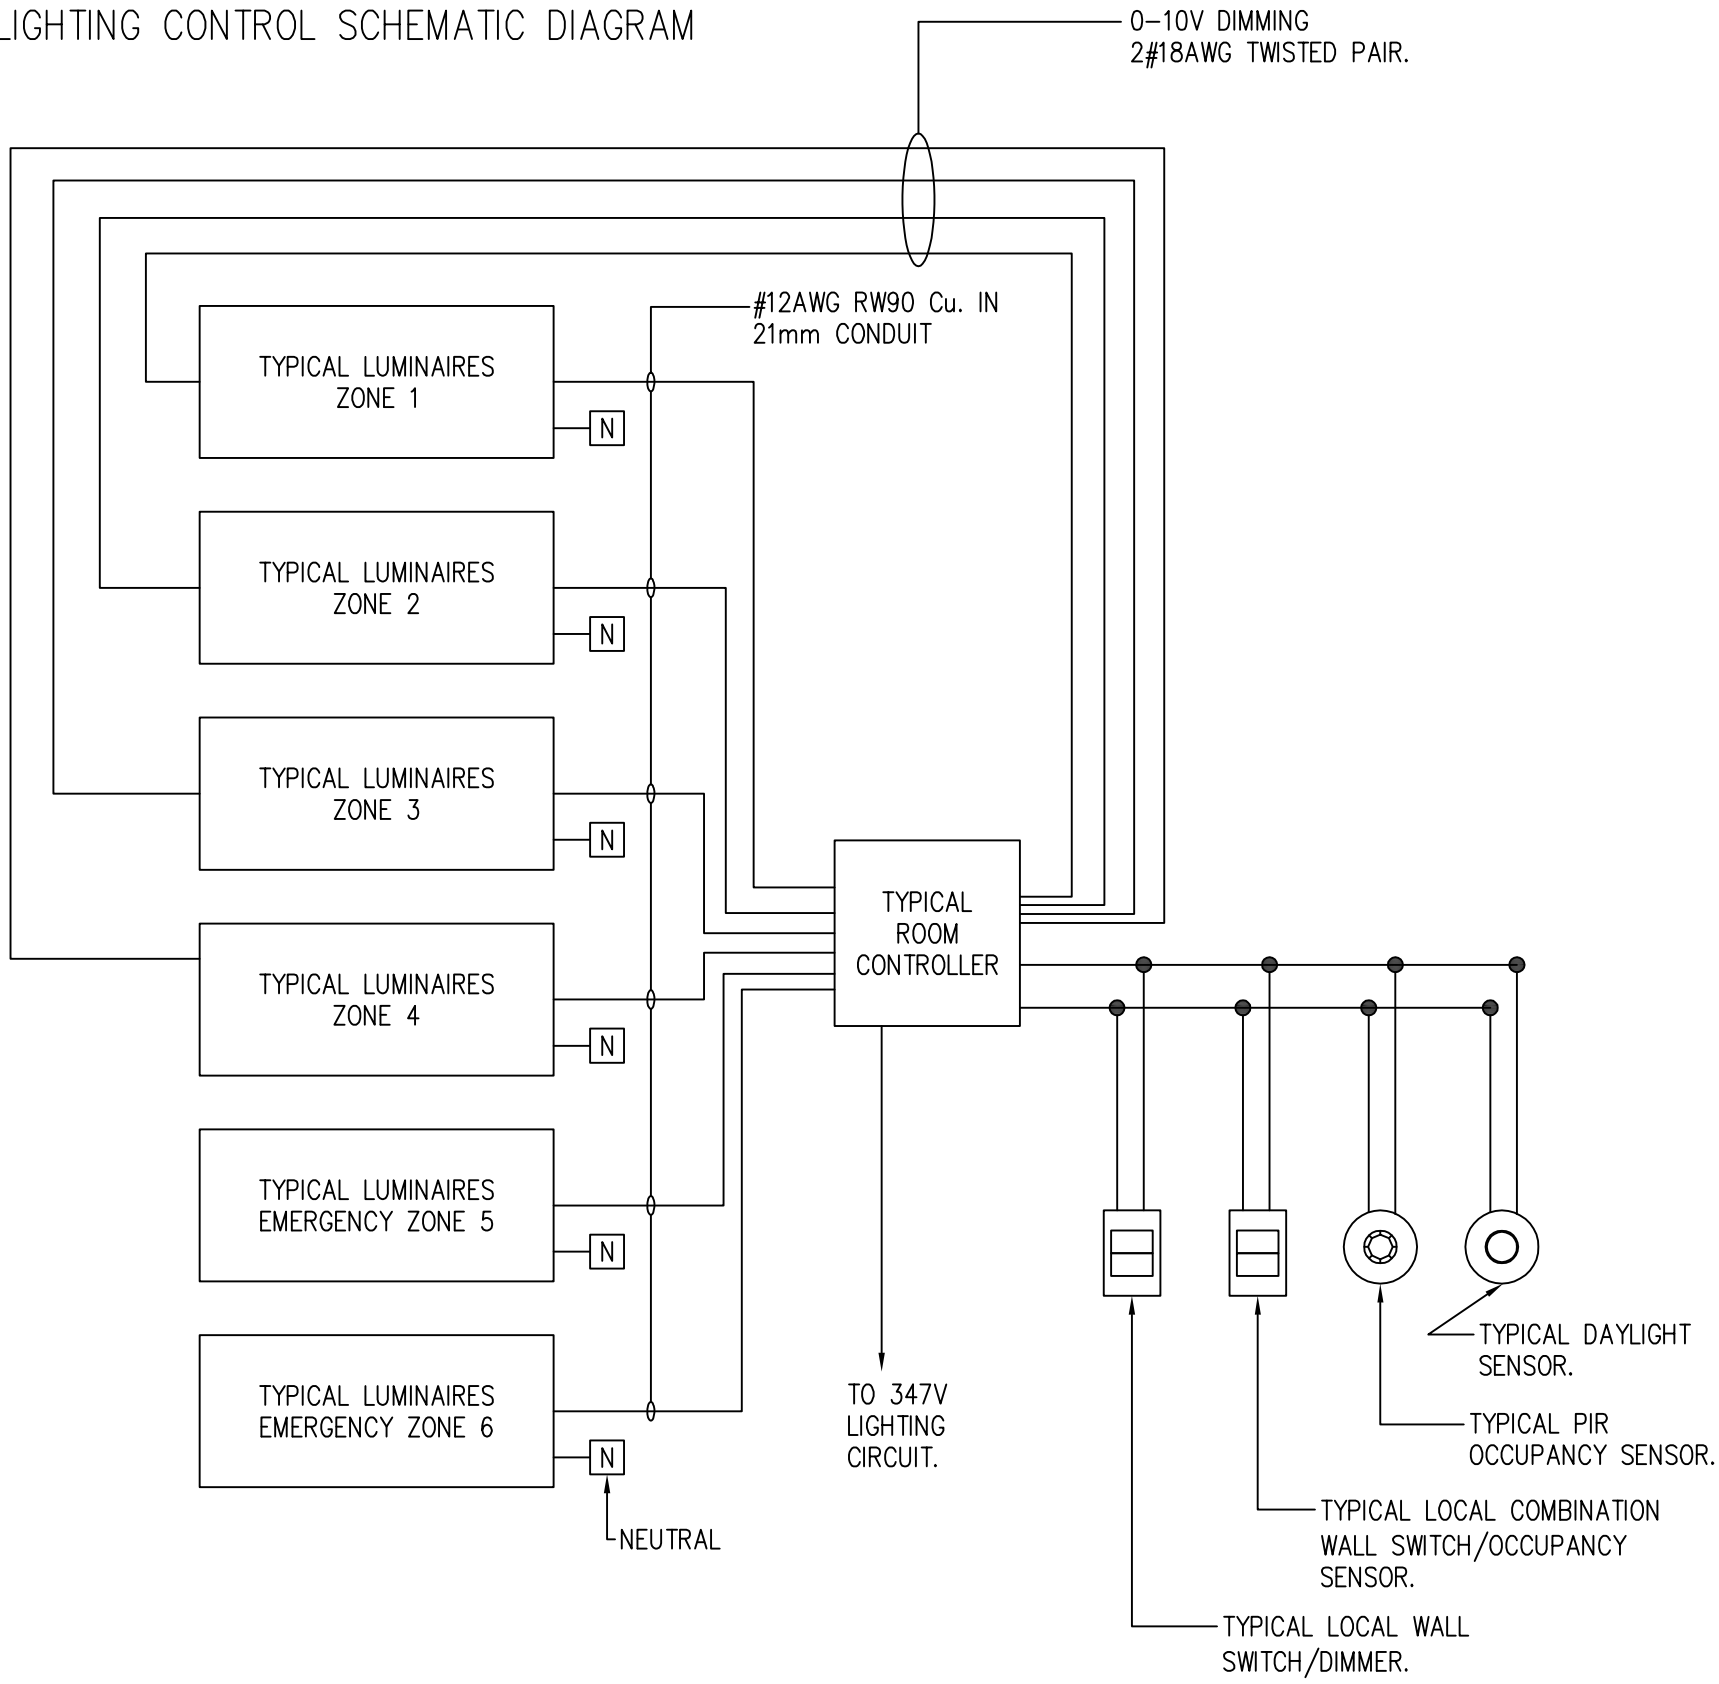 LIGHTING CONTROL SCHEMATIC DIAGRAM
0-10V DIMMING
2#18AWG TWISTED PAIR.
#12AWG RW90 Cu. IN
21mm CONDUIT
TYPICAL LUMINAIRES
ZONE 1
N
TYPICAL LUMINAIRES
ZONE 2
N
TYPICAL LUMINAIRES
ZONE 3
N
TYPICAL
ROOM
CONTROLLER
TYPICAL LUMINAIRES
ZONE 4
N
TYPICAL LUMINAIRES
EMERGENCY ZONE 5
N
TYPICAL LUMINAIRES
EMERGENCY ZONE 6
N
NEUTRAL
TO 347V
LIGHTING
CIRCUIT.
TYPICAL DAYLIGHT
SENSOR.
TYPICAL PIR
OCCUPANCY SENSOR.
TYPICAL LOCAL COMBINATION
WALL SWITCH/OCCUPANCY
SENSOR.
TYPICAL LOCAL WALL
SWITCH/DIMMER.